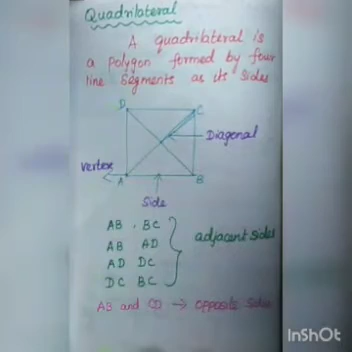 Quadrilateral
A quadrilateral is
a polygon formed by four
line segments as its sides
D
C
Diagonal
Vertex
A
B
Side
AB , BC
AB AD
AD DC
DC BC
adjacent sides
AB and CD → opposite sides
InShOt